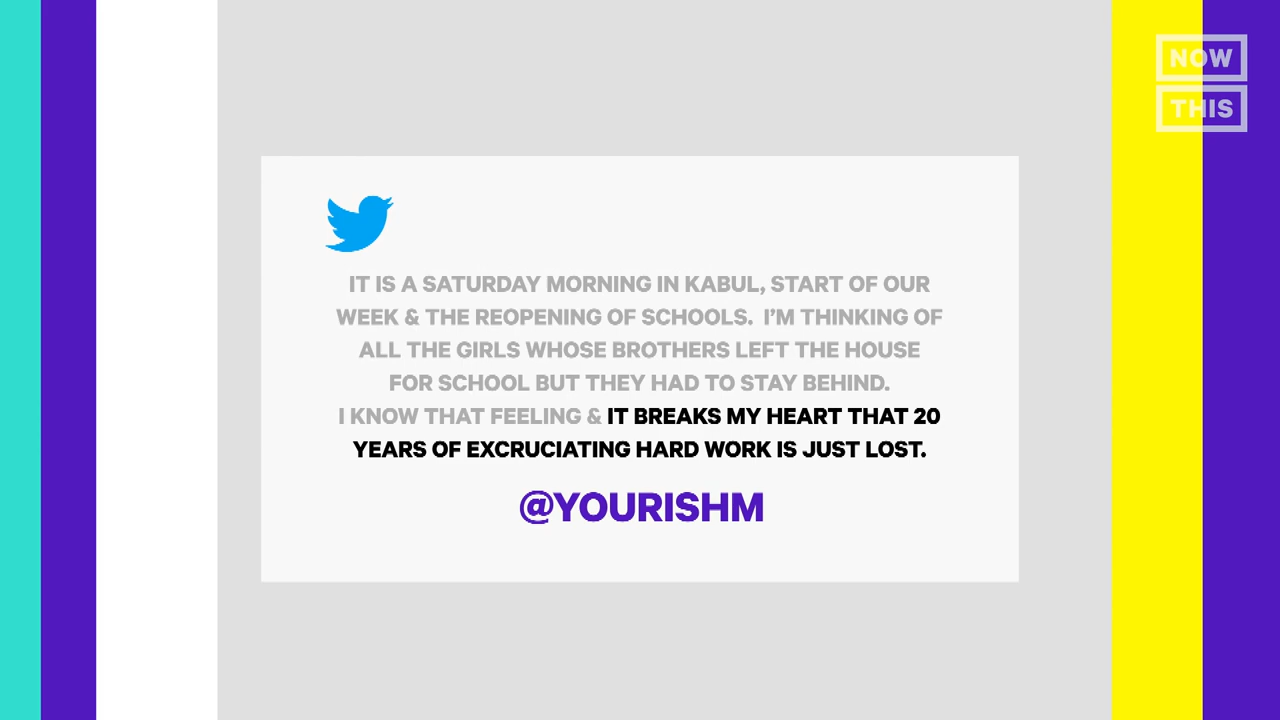 NOW
THIS
IT IS A SATURDAY MORNING IN KABUL, START OF OUR
WEEK & THE REOPENING OF SCHOOLS. I'M THINKING OF
ALL THE GIRLS WHOSE BROTHERS LEFT THE HOUSE
FOR SCHOOL BUT THEY HAD TO STAY BEHIND.
I KNOW THAT FEELING & IT BREAKS MY HEART THAT 20
YEARS OF EXCRUCIATING HARD WORK IS JUST LOST.
@YOURISHM